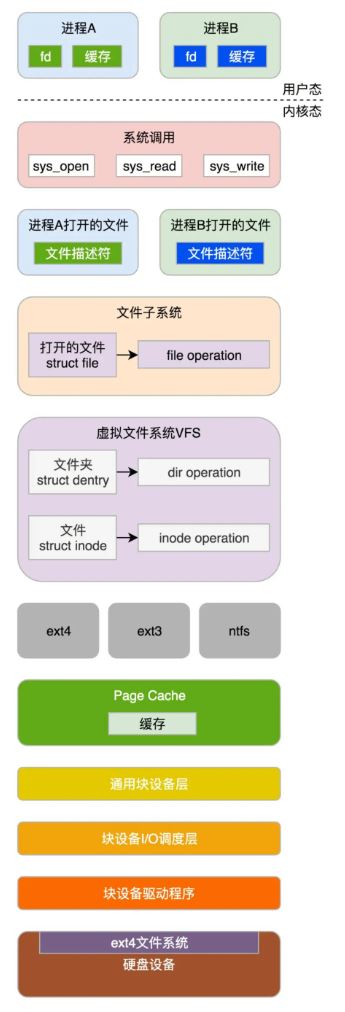 进程A
进程B
fd
缓存
fd
缓存
用户态
内核态
系统调用
sys_open
sys_read
sys_write
进程A打开的文件
进程B打开的文件
文件描述符
文件描述符
文件子系统
打开的文件
struct file
file operation
虚拟文件系统VFS
文件夹
struct dentry
dir operation
文件
struct inode
inode operation
ext4
ext3
ntfs
Page Cache
缓存
通用块设备层
块设备I/O调度层
块设备驱动程序
ext4文件系统
硬盘设备